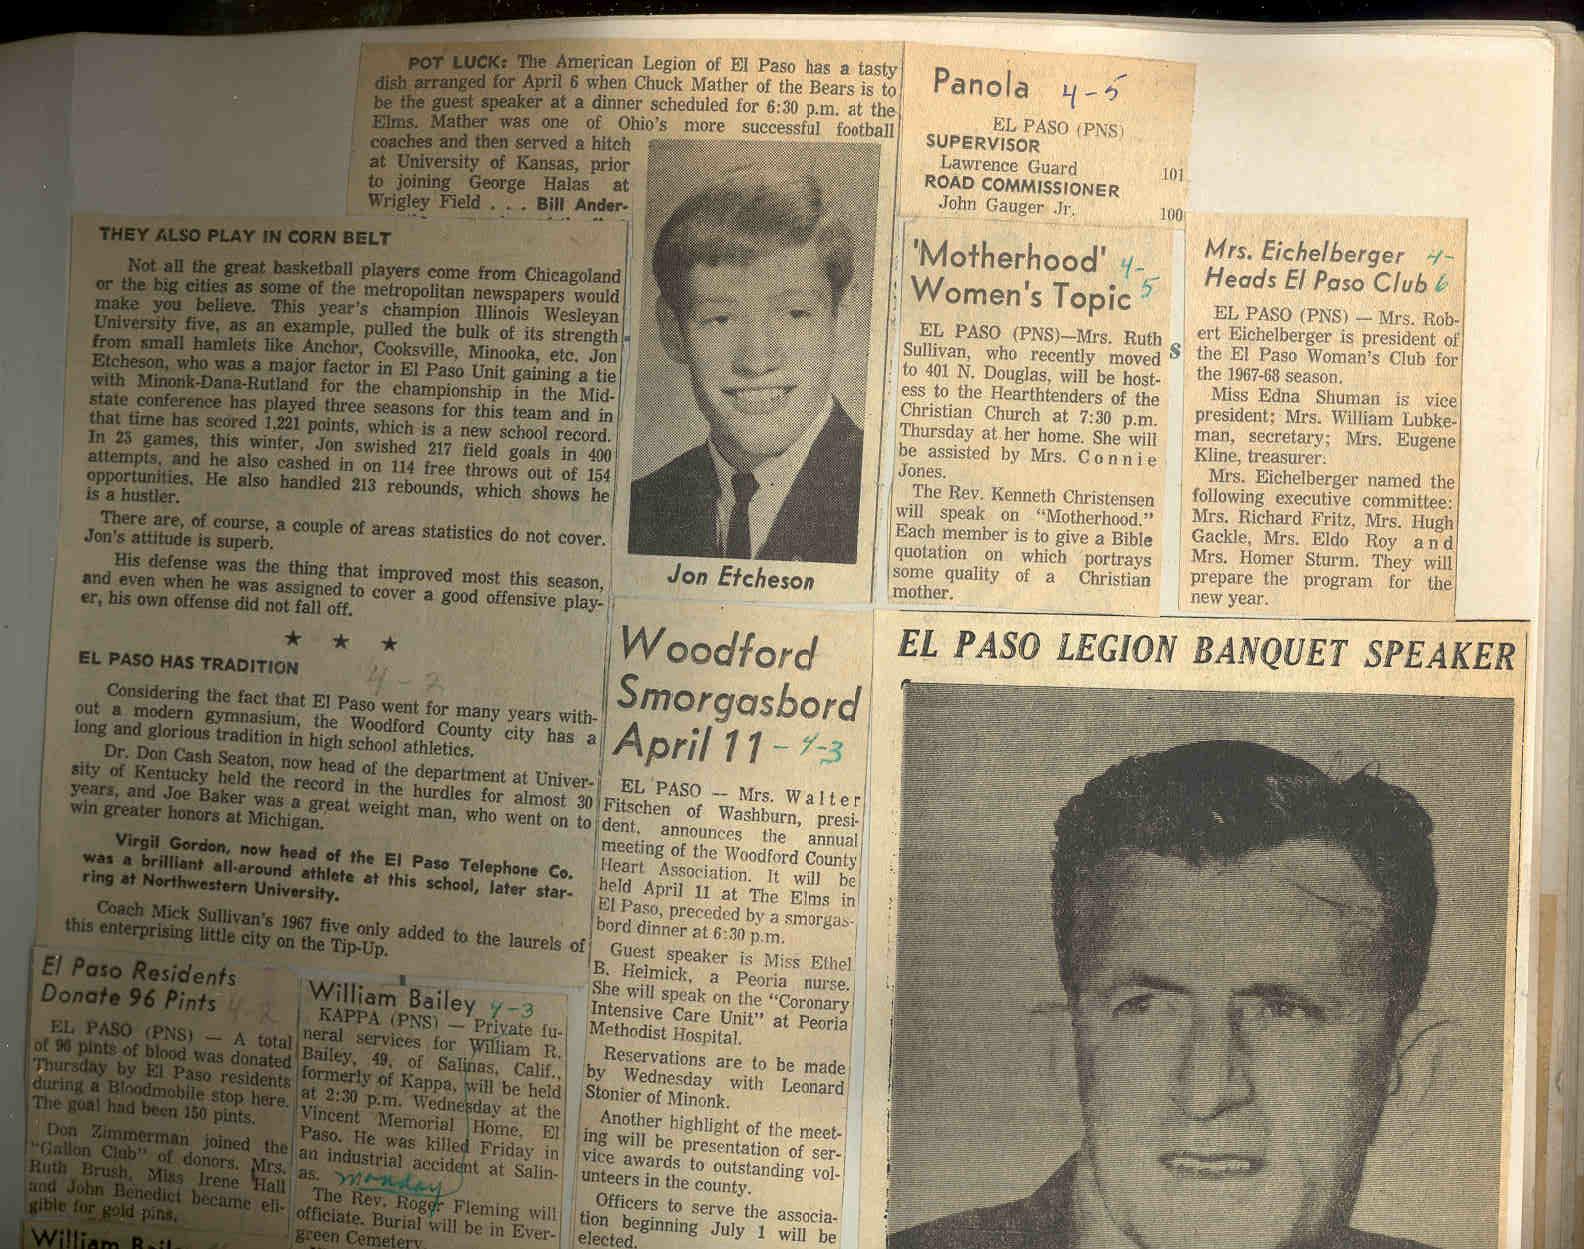 POT LUCK: The American Legion of El Paso has a tasty
dish arranged for April 6 when Chuck Mather of the Bears is to
be the guest speaker at a dinner scheduled for 6:30 p.m. at the
Elms. Mather was one of Ohio's more successful football
coaches and then served a hitch
at University of Kansas, prior
to joining George Halas at
Wrigley Field . . . Bill Ander-
THEY ALSO PLAY IN CORN BELT
Not all the great basketball players come from Chicagoland
or the big cities as some of the metropolitan newspapers would
make you believe. This year's champion Illinois Wesleyan
University five, as an example, pulled the bulk of its strength
from small hamlets like Anchor, Cooksville, Minooka, etc. Jon
Etcheson, who was a major factor in El Paso Unit gaining a tie
with Minonk-Dana-Rutland for the championship in the Mid-
state conference has played three seasons for this team and in
that time has scored 1,221 points, which is a new school record.
In 23 games, this winter, Jon swished 217 field goals in 400
attempts, and he also cashed in on 114 free throws out of 154
opportunities. He also handled 213 rebounds, which shows he
is a hustler.
There are, of course, a couple of areas statistics do not cover.
Jon's attitude is superb.
His defense was the thing that improved most this season,
and even when he was assigned to cover a good offensive play-
er, his own offense did not fall off.
★ ★ ★
EL PASO HAS TRADITION
4-2
Considering the fact that El Paso went for many years with-
out a modern gymnasium, the Woodford County city has a
long and glorious tradition in high school athletics.
Dr. Don Cash Seaton, now head of the department at Univer-
sity of Kentucky held the record in the hurdles for almost 30
years, and Joe Baker was a great weight man, who went on to
win greater honors at Michigan.
Virgil Gordon, now head of the El Paso Telephone Co.
was a brilliant all-around athlete at this school, later star-
ring at Northwestern University.
Coach Mick Sullivan's 1967 five only added to the laurels of
this enterprising little city on the Tip-Up.
Jon Etcheson
Panola 4-5
EL PASO (PNS)
SUPERVISOR
Lawrence Guard 101
ROAD COMMISSIONER
John Gauger Jr. 100
'Motherhood' 4-
Women's Topic 5
EL PASO (PNS)—Mrs. Ruth
Sullivan, who recently moved
to 401 N. Douglas, will be host-
ess to the Hearthtenders of the
Christian Church at 7:30 p.m.
Thursday at her home. She will
be assisted by Mrs. Connie
Jones.
The Rev. Kenneth Christensen
will speak on "Motherhood."
Each member is to give a Bible
quotation on which portrays
some quality of a Christian
mother.
S
Mrs. Eichelberger 4-
Heads El Paso Club 6
EL PASO (PNS) — Mrs. Rob-
ert Eichelberger is president of
the El Paso Woman's Club for
the 1967-68 season.
Miss Edna Shuman is vice
president; Mrs. William Lubke-
man, secretary; Mrs. Eugene
Kline, treasurer.
Mrs. Eichelberger named the
following executive committee:
Mrs. Richard Fritz, Mrs. Hugh
Gackle, Mrs. Eldo Roy and
Mrs. Homer Sturm. They will
prepare the program for the
new year.
Woodford
Smorgasbord
April 11 - 4-3
EL PASO — Mrs. Walter
Fitschen of Washburn, presi-
dent, announces the annual
meeting of the Woodford County
Heart Association. It will be
held April 11 at The Elms in
El Paso, preceded by a smorgas-
bord dinner at 6:30 p.m.
Guest speaker is Miss Ethel
B. Helmick, a Peoria nurse.
She will speak on the "Coronary
Intensive Care Unit" at Peoria
Methodist Hospital.
Reservations are to be made
by Wednesday with Leonard
Stonier of Minonk.
Another highlight of the meet-
ing will be presentation of ser-
vice awards to outstanding vol-
unteers in the county.
Officers to serve the associa-
tion beginning July 1 will be
elected.
EL PASO LEGION BANQUET SPEAKER
El Paso Residents
Donate 96 Pints 4-2
EL PASO (PNS) — A total
of 96 pints of blood was donated
Thursday by El Paso residents
during a Bloodmobile stop here.
The goal had been 150 pints.
Don Zimmerman joined the
"Gallon Club" of donors. Mrs.
Ruth Brush, Miss Irene Hall
and John Benedict became eli-
gible for gold pins.
William Bailey 4-3
KAPPA (PNS) — Private fu-
neral services for William R.
Bailey, 49, of Salinas, Calif.,
formerly of Kappa, will be held
at 2:30 p.m. Wednesday at the
Vincent Memorial Home, El
Paso. He was killed Friday in
an industrial accident at Salin-
as. monday
The Rev. Roger Fleming will
officiate. Burial will be in Ever-
green Cemetery.
William